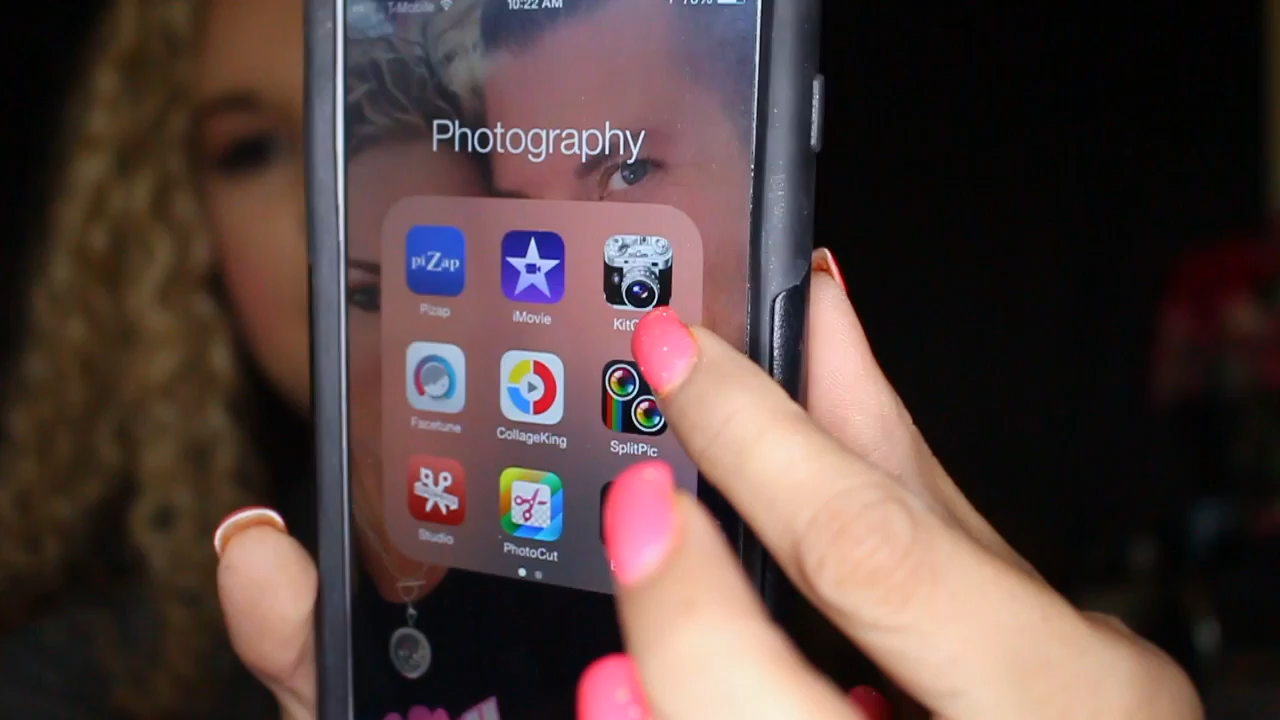 T-Mobile 10:22 AM
Photography
piZap
Pizap iMovie
Facetune CollageKing SplitPic
Studio PhotoCut